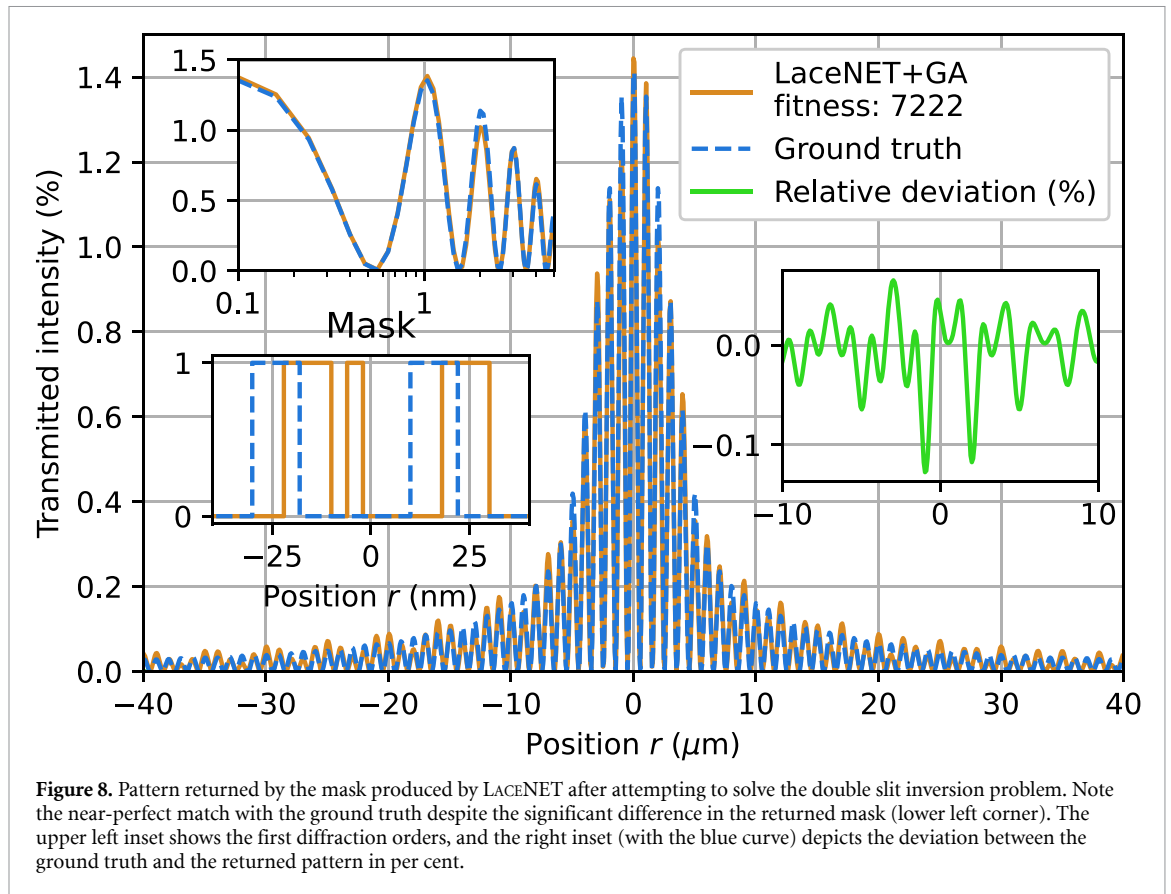 Transmitted intensity (%)
1.4
1.2
1.0
0.8
0.6
0.4
0.2
0.0
−40
−30
−20
−10
0
10
20
30
40
Position r (μm)
1.5
1.0
0.5
0.0
0.1
1
Mask
1
0
−25
0
25
Position r (nm)
LaceNET+GA
fitness: 7222
Ground truth
Relative deviation (%)
0.0
−0.1
−10
0
10
Figure 8. Pattern returned by the mask produced by LACENET after attempting to solve the double slit inversion problem. Note
the near-perfect match with the ground truth despite the significant difference in the returned mask (lower left corner). The
upper left inset shows the first diffraction orders, and the right inset (with the blue curve) depicts the deviation between the
ground truth and the returned pattern in per cent.